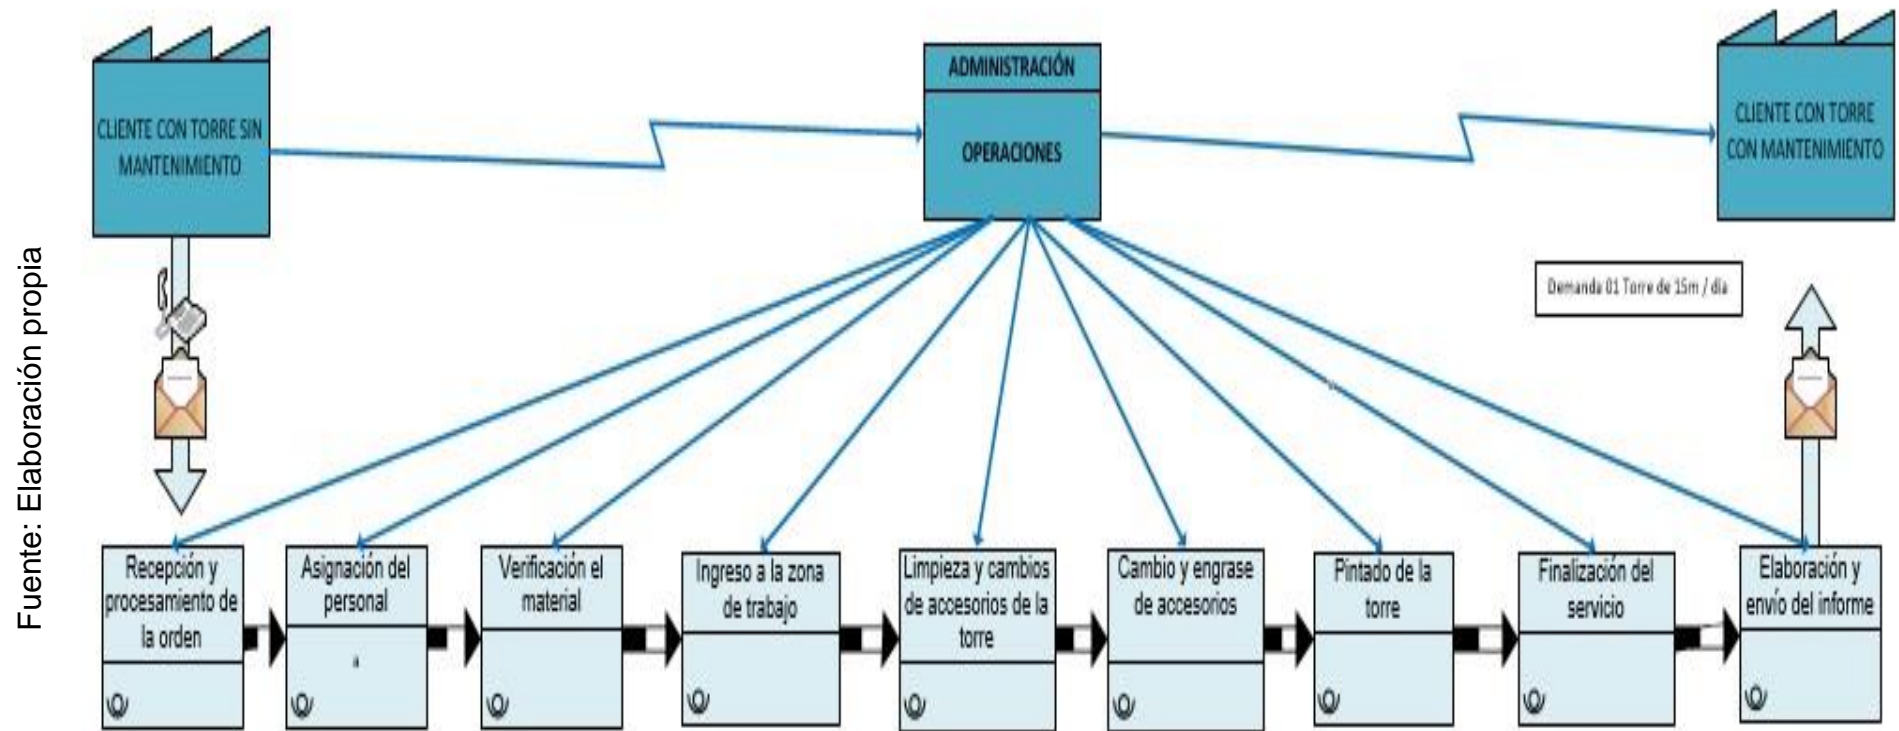 CLIENTE CON TORRE SIN
MANTENIMIENTO
ADMINISTRACIÓN
OPERACIONES
CLIENTE CON TORRE
CON MANTENIMIENTO
Demanda 01 Torre de 15m / dia
Fuente: Elaboración propia
Recepción y
procesamiento de
la orden
Asignación del
personal
a
Verificación el
material
Ingreso a la zona
de trabajo
Limpieza y cambios
de accesorios de la
torre
Cambio y engrase
de accesorios
Pintado de la
torre
Finalización del
servicio
Elaboración y
envío del informe